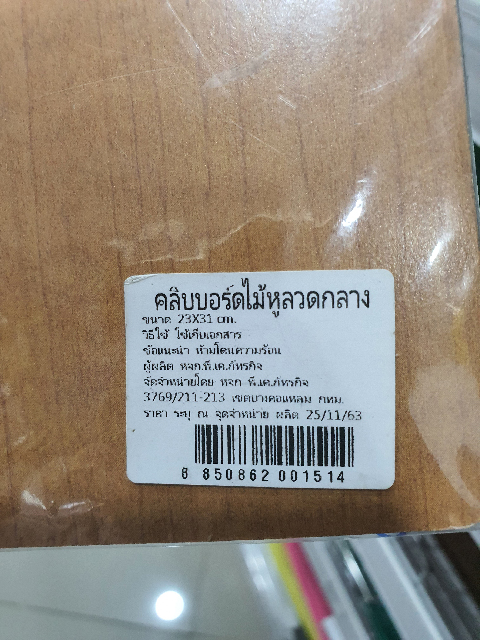 คลิบบอร์ดไม้หูลวดกลาง
ขนาด 23X31 cm.
วิธีใช้ ใช้เก็บเอกสาร
ข้อแนะนำ ห้ามโดนความร้อน
ผู้ผลิต หจก.พี.เค.ภัทรกิจ
จัดจำหน่ายโดย หจก พี.เค.ภัทรกิจ
3769/211-213 เขตบางคอแหลม กทม.
ราคา ระบุ ณ จุดจำหน่าย ผลิต 25/11/63
8 850862 001514